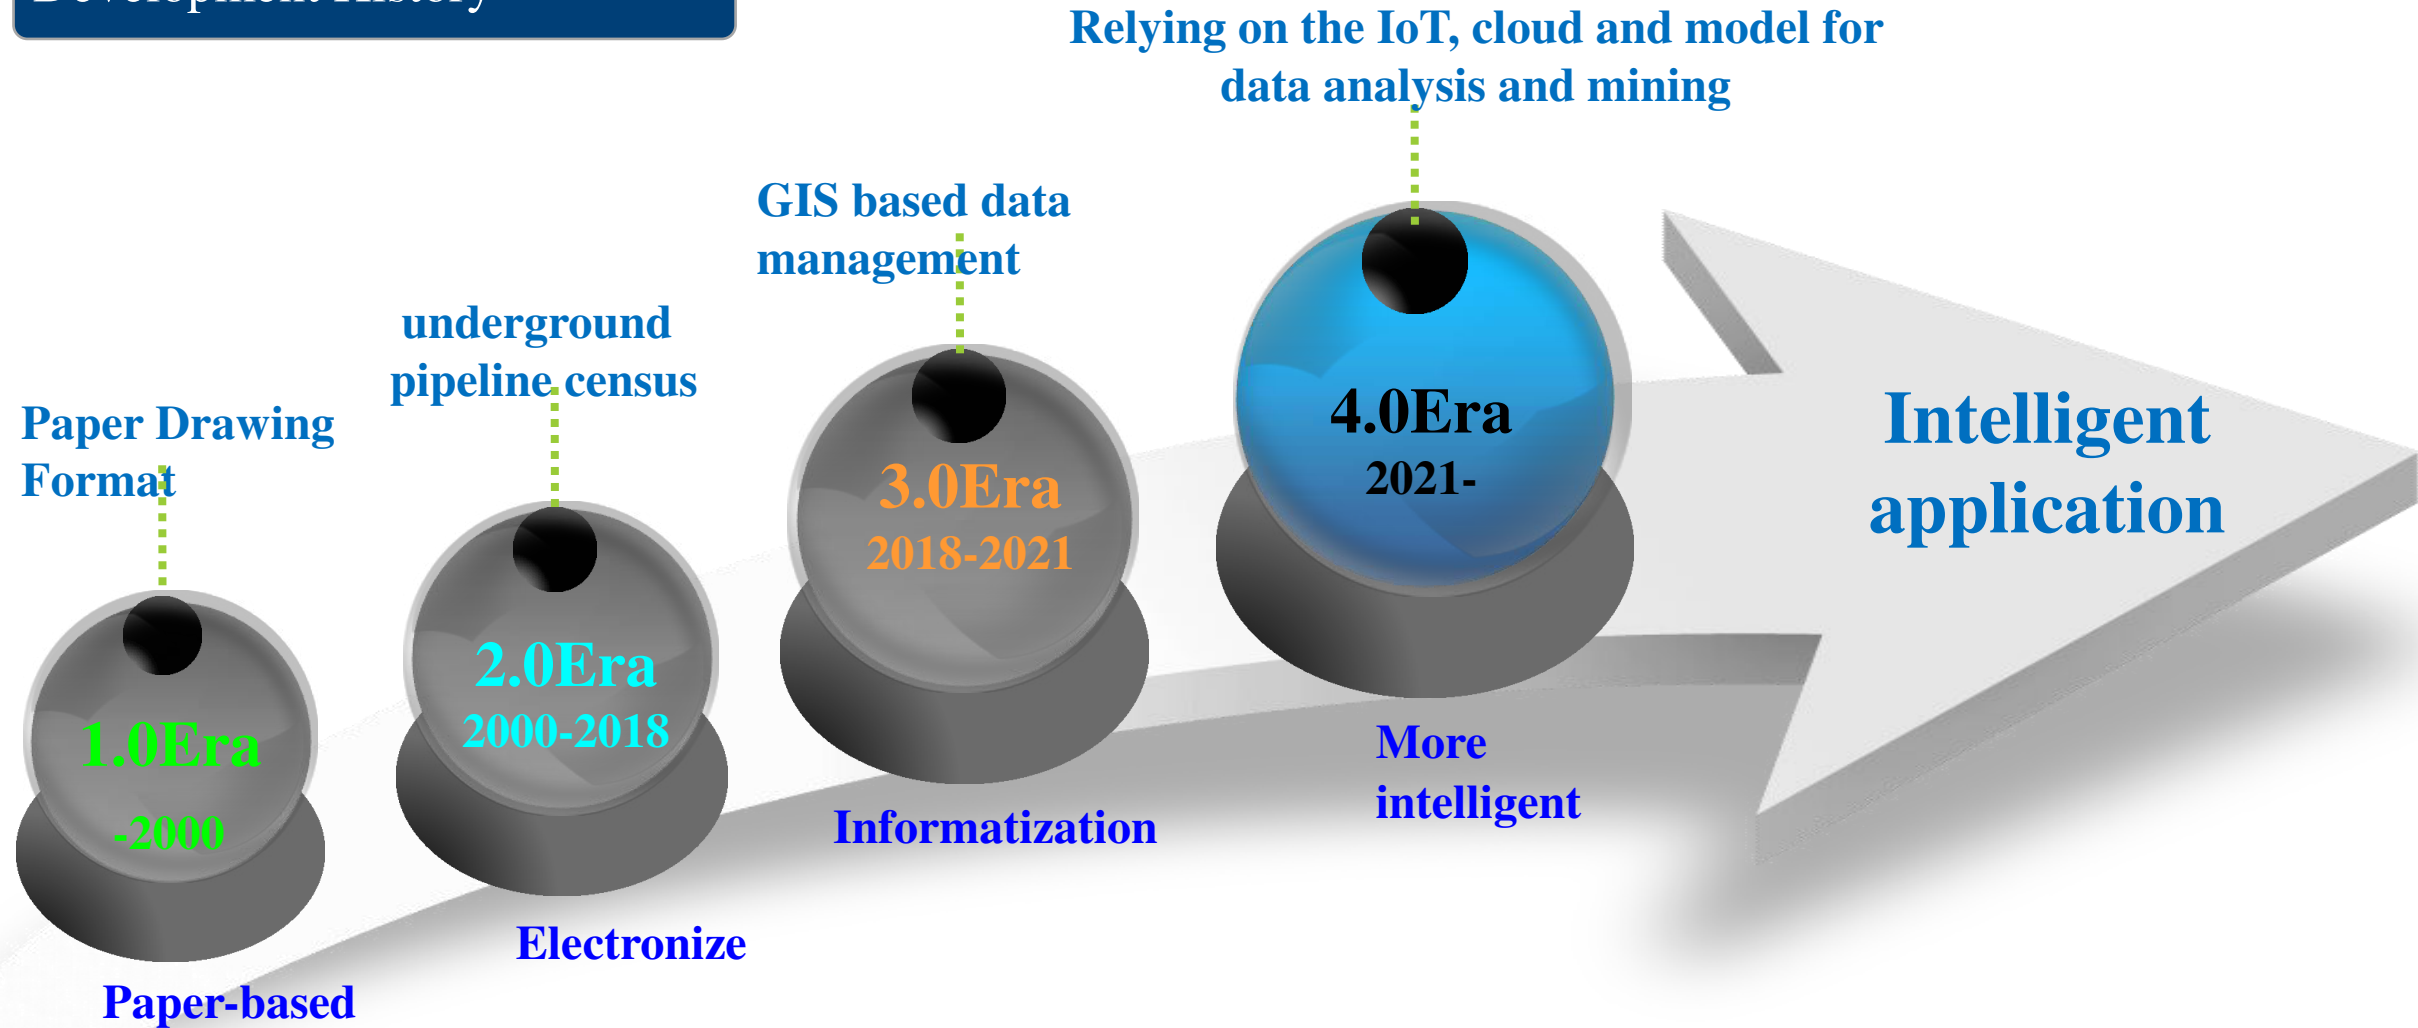 Development History
Relying on the IoT, cloud and model for
data analysis and mining
GIS based data
management
underground
pipeline census
Paper Drawing
Format
1.0Era
-2000
2.0Era
2000-2018
3.0Era
2018-2021
4.0Era
2021-
Intelligent
application
Paper-based
Electronize
Informatization
More
intelligent